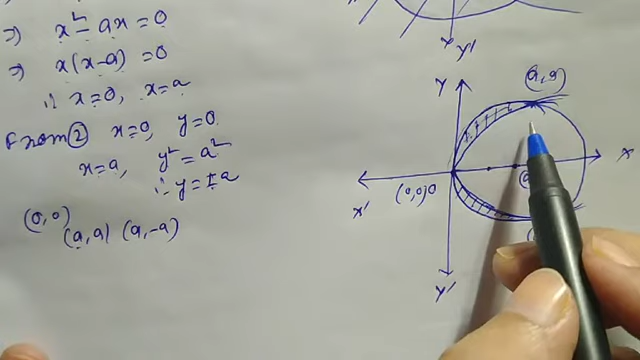 ⇒ x² - ax = 0
⇒ x(x-a) = 0
∴ x = 0, x = a
From ② x = 0, y = 0
x = a, y² = a²
∴ y = ± a
(0,0)
(a,a) (a,-a)
Y'
Y
(a,a)
X
(0,0) O
X'
Y'